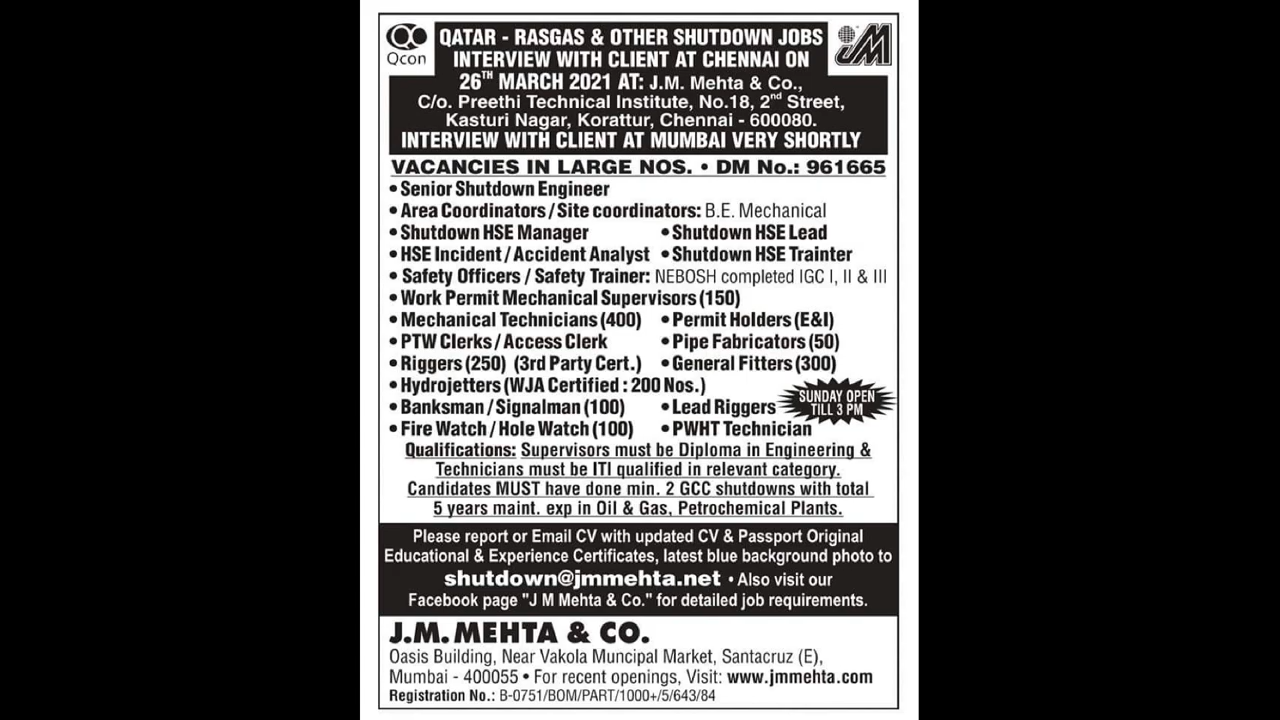 Qcon
QATAR - RASGAS & OTHER SHUTDOWN JOBS
JM
INTERVIEW WITH CLIENT AT CHENNAI ON
26TH MARCH 2021 AT: J.M. Mehta & Co.,
C/o. Preethi Technical Institute, No.18, 2nd Street,
Kasturi Nagar, Korattur, Chennai - 600080.
INTERVIEW WITH CLIENT AT MUMBAI VERY SHORTLY
VACANCIES IN LARGE NOS. • DM No.: 961665
• Senior Shutdown Engineer
• Area Coordinators / Site coordinators: B.E. Mechanical
• Shutdown HSE Manager • Shutdown HSE Lead
• HSE Incident / Accident Analyst • Shutdown HSE Trainter
• Safety Officers / Safety Trainer: NEBOSH completed IGC I, II & III
• Work Permit Mechanical Supervisors (150)
• Mechanical Technicians (400) • Permit Holders (E&I)
• PTW Clerks / Access Clerk • Pipe Fabricators (50)
• Riggers (250) (3rd Party Cert.) • General Fitters (300)
• Hydrojetters (WJA Certified : 200 Nos.)
• Banksman / Signalman (100) • Lead Riggers
SUNDAY OPEN
TILL 3 PM
• Fire Watch / Hole Watch (100) • PWHT Technician
Qualifications: Supervisors must be Diploma in Engineering &
Technicians must be ITI qualified in relevant category.
Candidates MUST have done min. 2 GCC shutdowns with total
5 years maint. exp in Oil & Gas, Petrochemical Plants.
Please report or Email CV with updated CV & Passport Original
Educational & Experience Certificates, latest blue background photo to
shutdown@jmmehta.net • Also visit our
Facebook page "J M Mehta & Co." for detailed job requirements.
J.M. MEHTA & CO.
Oasis Building, Near Vakola Muncipal Market, Santacruz (E),
Mumbai - 400055 • For recent openings, Visit: www.jmmehta.com
Registration No.: B-0751/BOM/PART/1000+/5/643/84